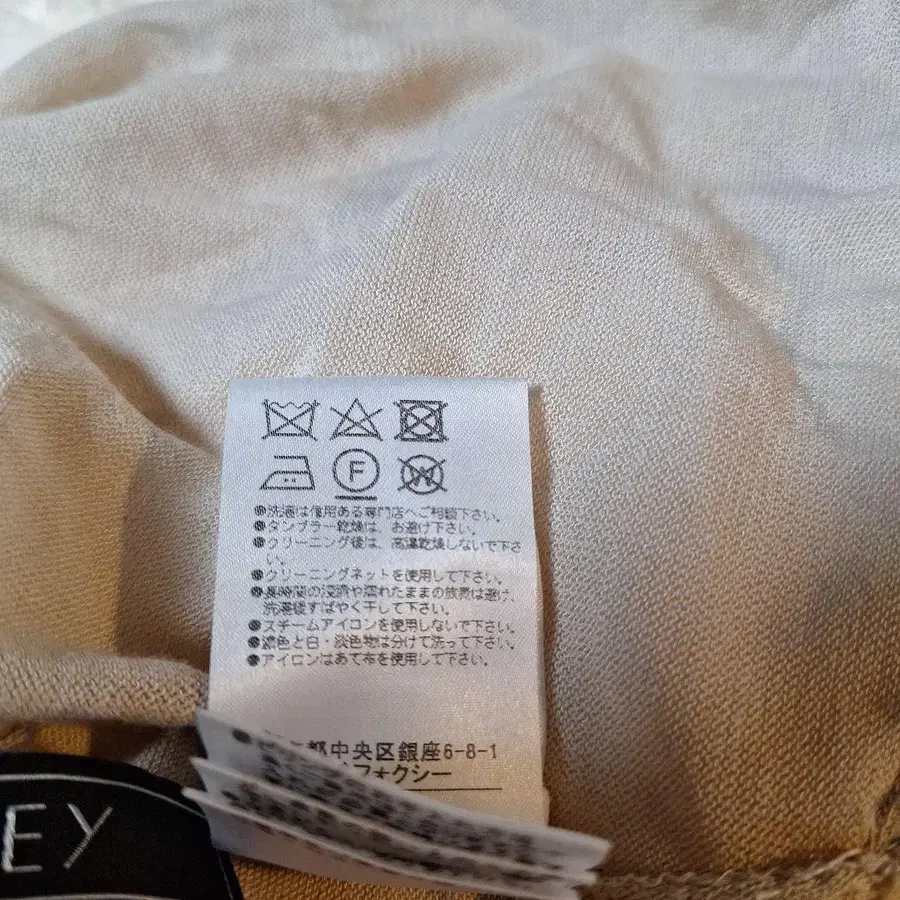 F
W
●洗濯は信用ある専門店へご相談下さい。
●タンブラー乾燥は、お避け下さい。
●クリーニング後は、高温乾燥しないで下さ
い。
●クリーニングネットを使用して下さい。
●長時間の浸漬や濡れたままの放置は避け、
洗濯後すばやく干して下さい。
●スチームアイロンを使用しないで下さい。
●濃色と白・淡色物は分けて洗って下さい。
●アイロンはあて布を使用して下さい。
都中央区銀座6-8-1
フォクシー
EY